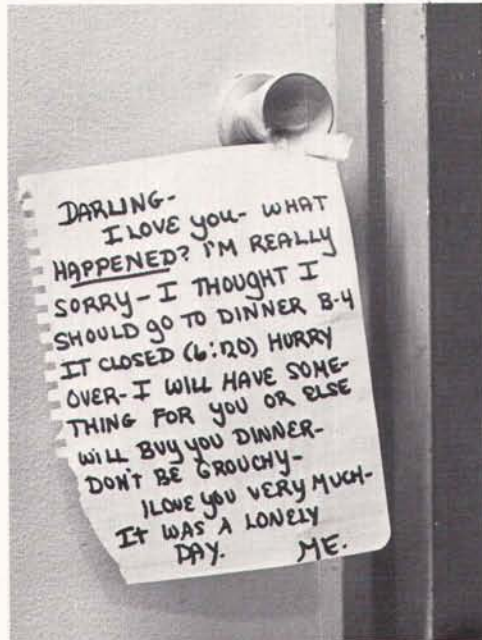 DARLING-
I LOVE YOU- WHAT
HAPPENED? I'M REALLY
SORRY- I THOUGHT I
SHOULD GO TO DINNER B-4
IT CLOSED (6:20) HURRY
OVER- I WILL HAVE SOME-
THING FOR YOU OR ELSE
WILL BUY YOU DINNER-
DON'T BE GROUCHY-
I LOVE YOU VERY MUCH-
IT WAS A LONELY
DAY. ME.